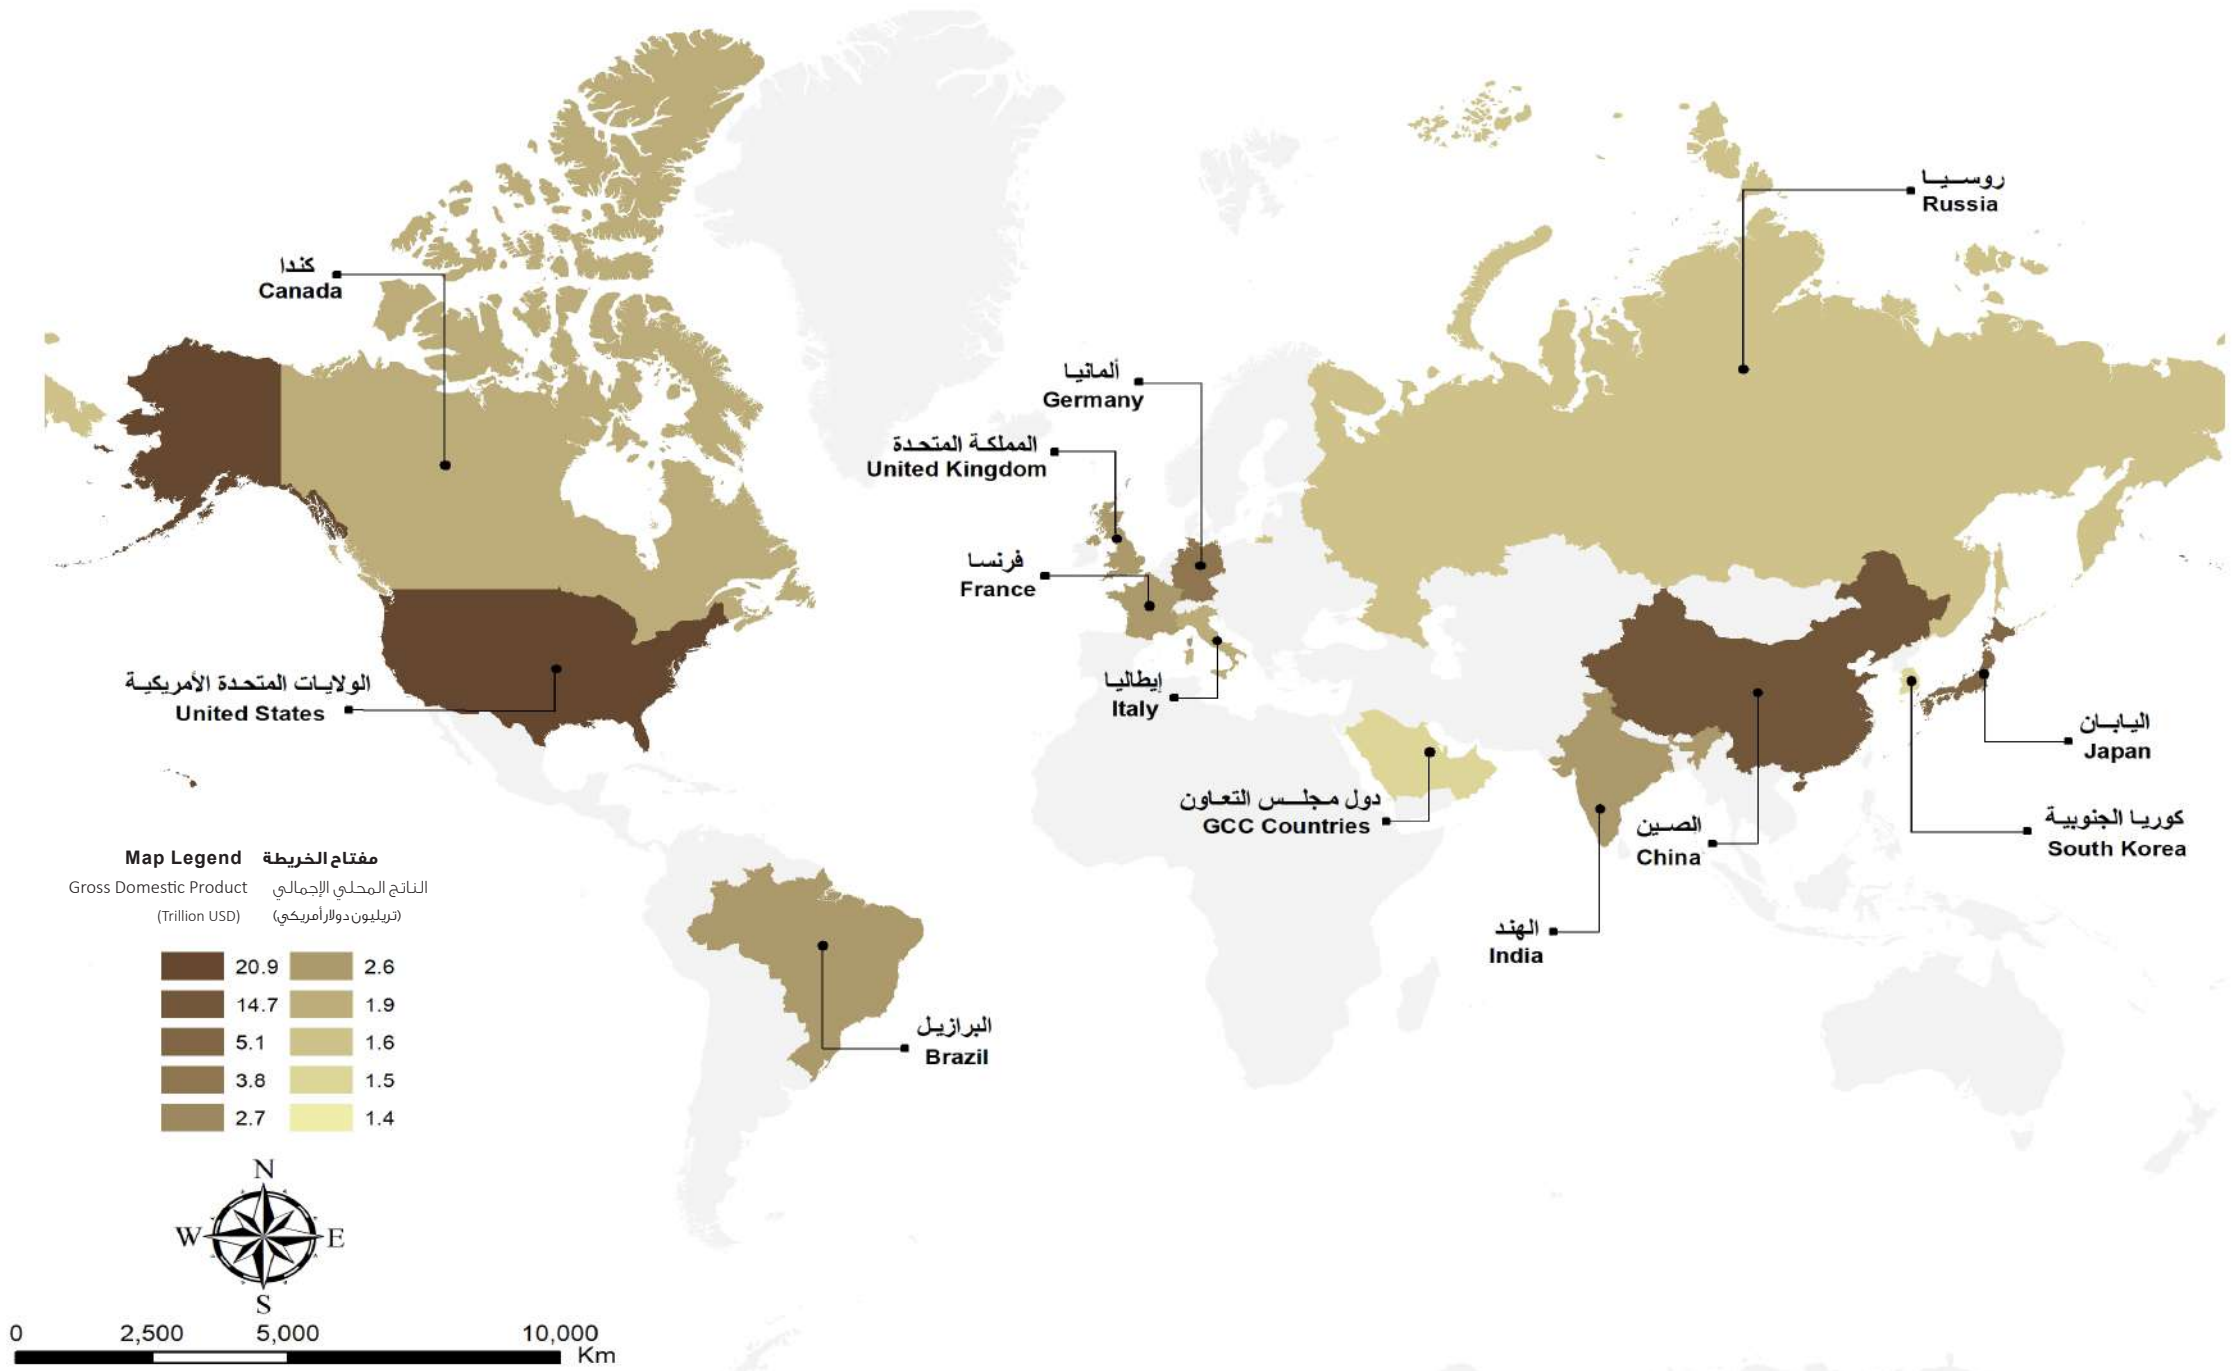 روسيا
Russia
كندا
Canada
ألمانيا
Germany
المملكة المتحدة
United Kingdom
فرنسا
France
إيطاليا
Italy
الولايات المتحدة الأمريكية
United States
اليابان
Japan
دول مجلس التعاون
GCC Countries
الصين
China
كوريا الجنوبية
South Korea
الهند
India
البرازيل
Brazil
Map Legend مفتاح الخريطة
Gross Domestic Product الناتج المحلي الإجمالي
(Trillion USD) (تريليون دولار أمريكي)
20.9 2.6
14.7 1.9
5.1 1.6
3.8 1.5
2.7 1.4
N
W E
S
0 2,500 5,000 10,000
Km